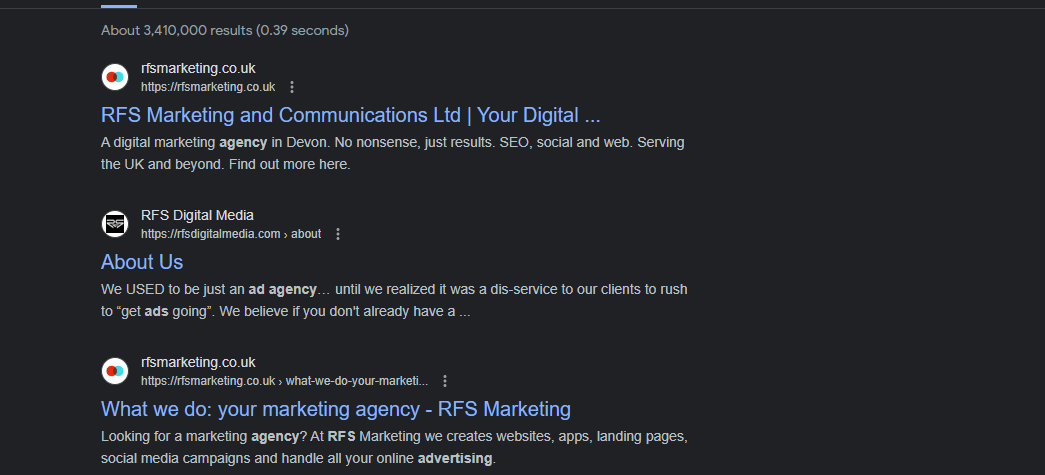 About 3,410,000 results (0.39 seconds)
rfsmarketing.co.uk
https://rfsmarketing.co.uk
RFS Marketing and Communications Ltd | Your Digital ...
A digital marketing agency in Devon. No nonsense, just results. SEO, social and web. Serving
the UK and beyond. Find out more here.
RFS Digital Media
https://rfsdigitalmedia.com › about
About Us
We USED to be just an ad agency… until we realized it was a dis-service to our clients to rush
to “get ads going”. We believe if you don't already have a ...
rfsmarketing.co.uk
https://rfsmarketing.co.uk › what-we-do-your-marketi...
What we do: your marketing agency - RFS Marketing
Looking for a marketing agency? At RFS Marketing we creates websites, apps, landing pages,
social media campaigns and handle all your online advertising.